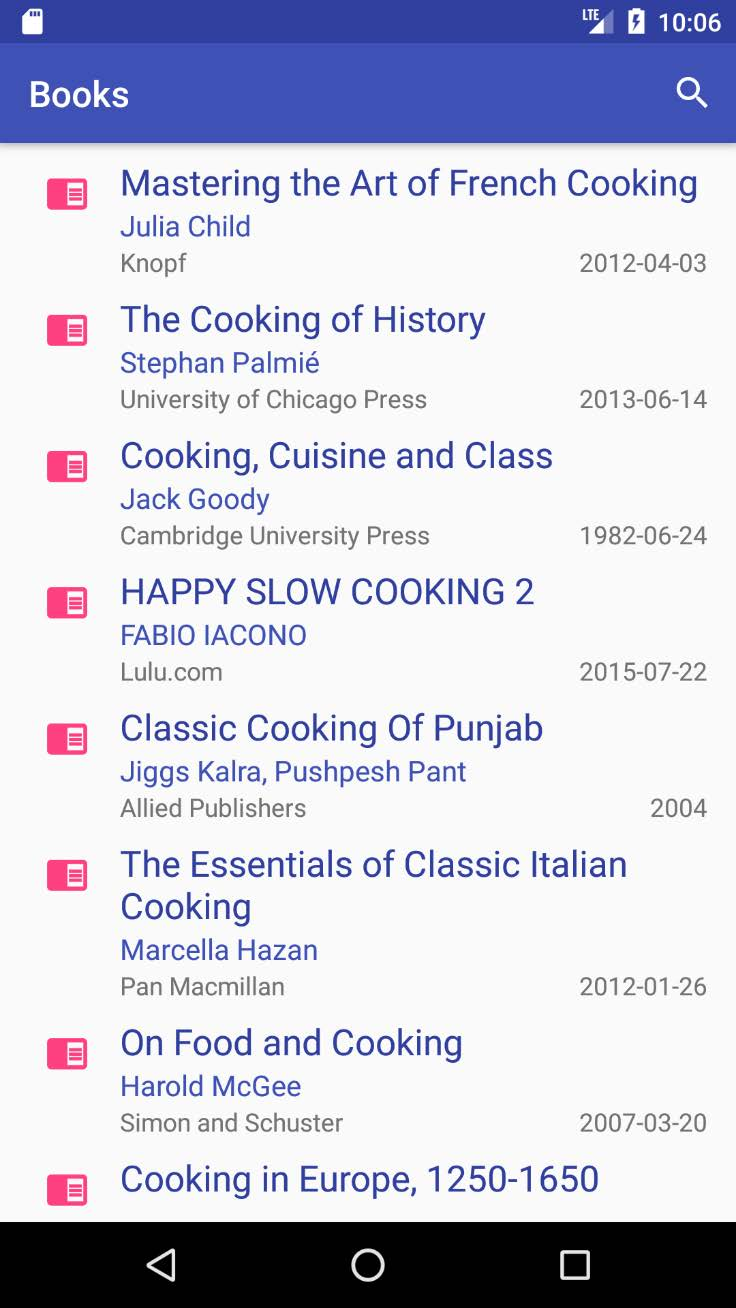 LTE 10:06
Books
Mastering the Art of French Cooking
Julia Child
Knopf 2012-04-03
The Cooking of History
Stephan Palmié
University of Chicago Press 2013-06-14
Cooking, Cuisine and Class
Jack Goody
Cambridge University Press 1982-06-24
HAPPY SLOW COOKING 2
FABIO IACONO
Lulu.com 2015-07-22
Classic Cooking Of Punjab
Jiggs Kalra, Pushpesh Pant
Allied Publishers 2004
The Essentials of Classic Italian
Cooking
Marcella Hazan
Pan Macmillan 2012-01-26
On Food and Cooking
Harold McGee
Simon and Schuster 2007-03-20
Cooking in Europe, 1250-1650